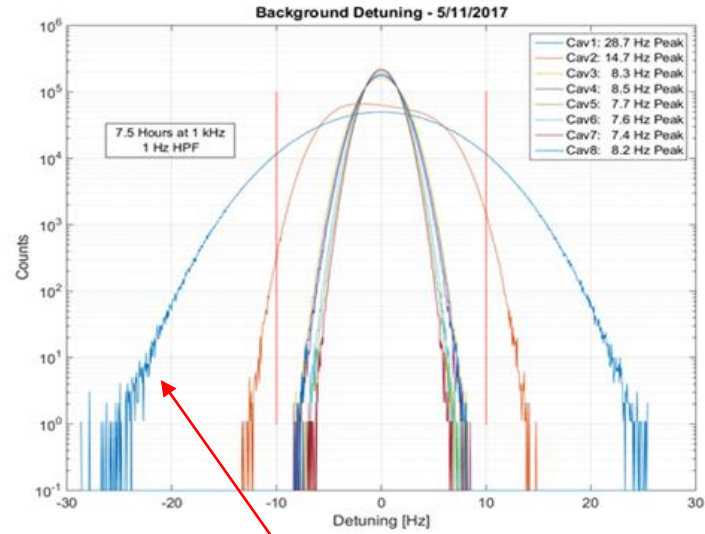 Background Detuning - 5/11/2017
10^6
10^5
10^4
10^3
10^2
10^1
10^0
10^-1
Counts
7.5 Hours at 1 kHz
1 Hz HPF
Cav1: 28.7 Hz Peak
Cav2: 14.7 Hz Peak
Cav3: 8.3 Hz Peak
Cav4: 8.5 Hz Peak
Cav5: 7.7 Hz Peak
Cav6: 7.6 Hz Peak
Cav7: 7.4 Hz Peak
Cav8: 8.2 Hz Peak
-30 -20 -10 0 10 20 30
Detuning [Hz]